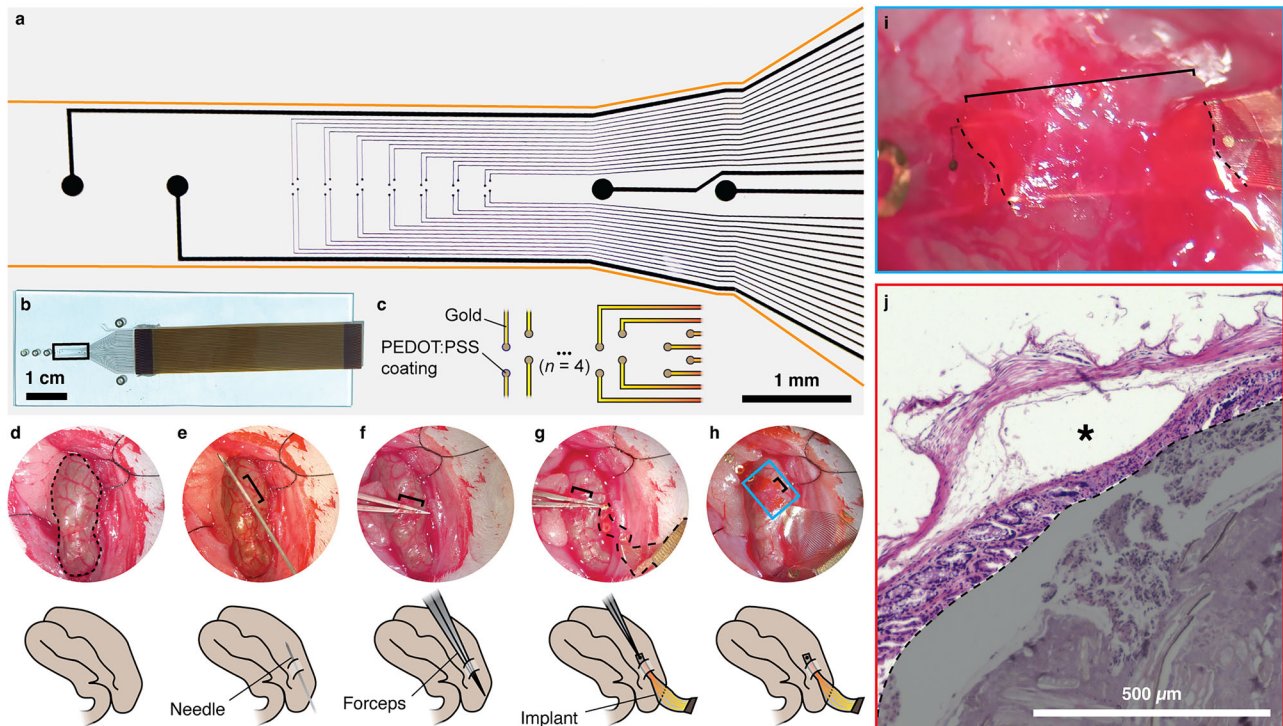 a
b
1 cm
c
Gold
PEDOT:PSS
coating
•••
(n = 4)
1 mm
d
e
f
g
h
Needle
Forceps
Implant
i
j
*
500 µm